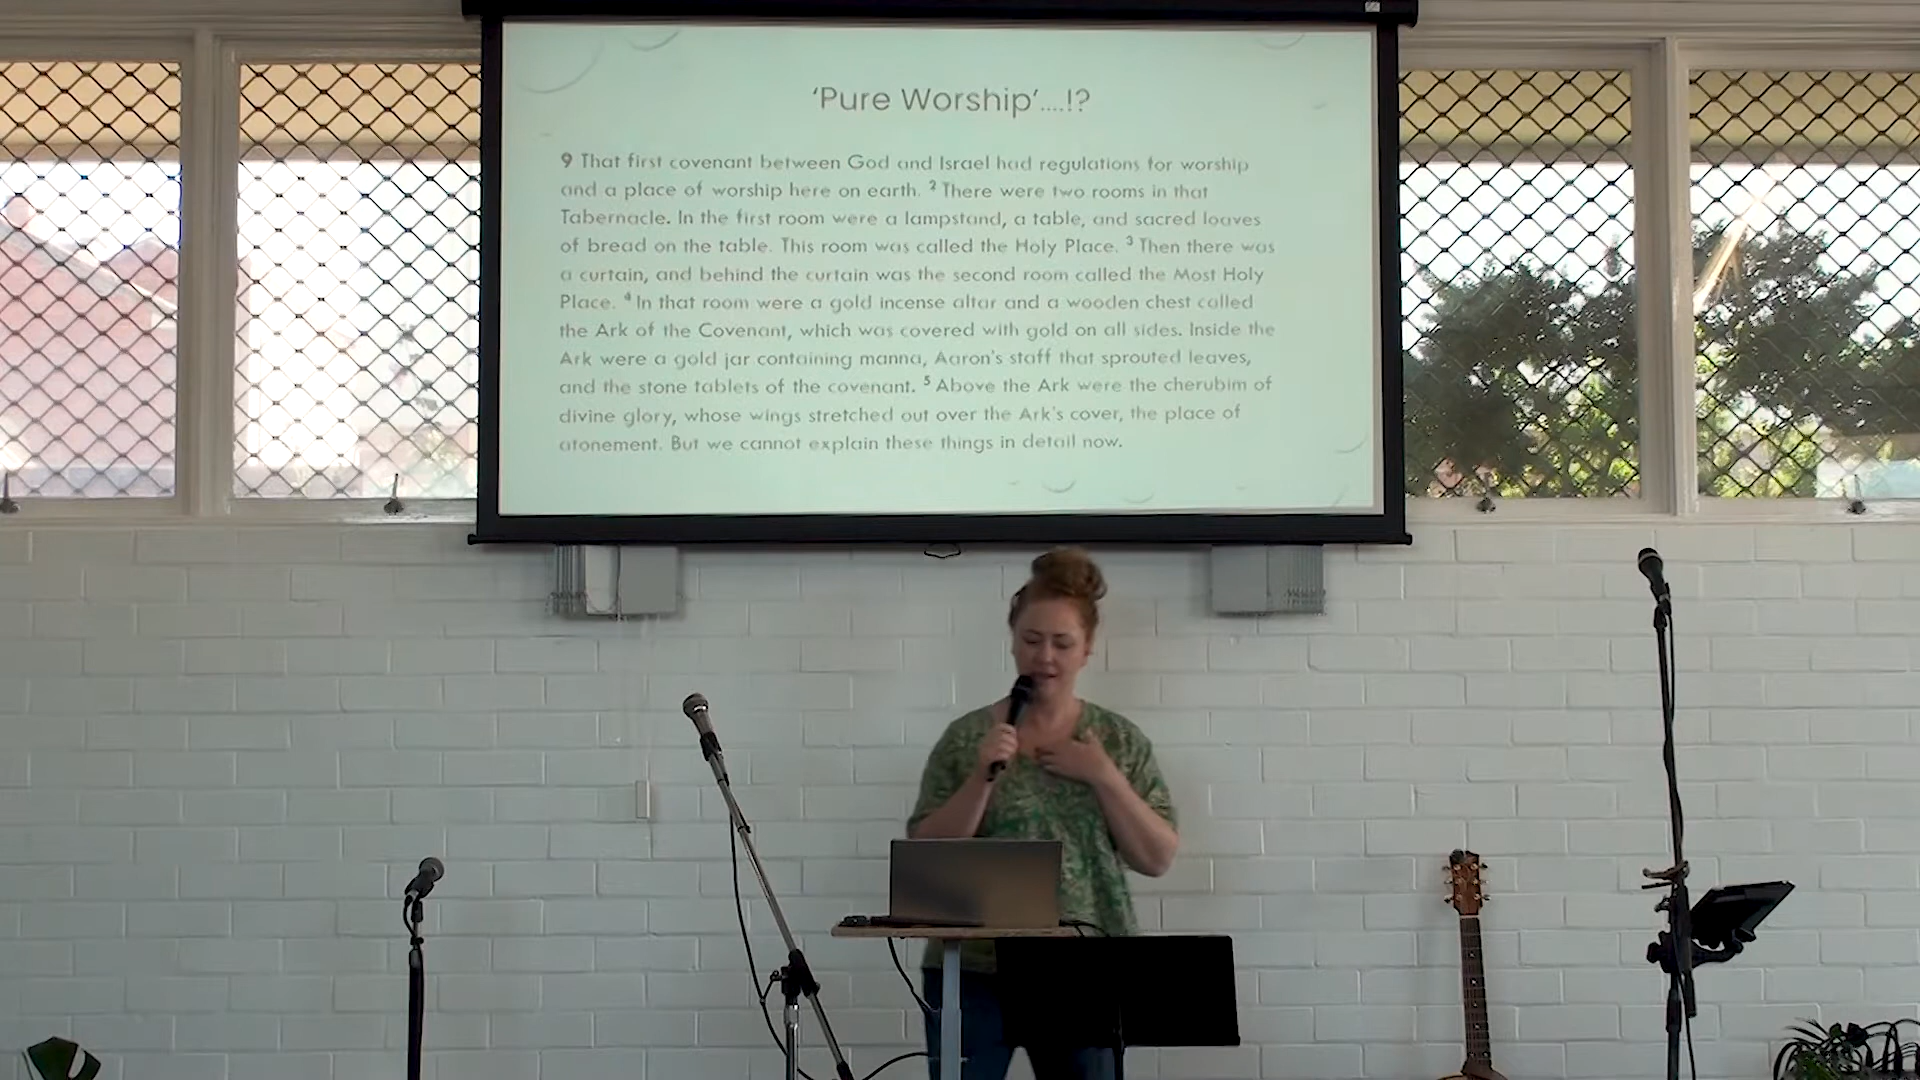 ‘Pure Worship’....!?
9 That first covenant between God and Israel had regulations for worship
and a place of worship here on earth. 2 There were two rooms in that
Tabernacle. In the first room were a lampstand, a table, and sacred loaves
of bread on the table. This room was called the Holy Place. 3 Then there was
a curtain, and behind the curtain was the second room called the Most Holy
Place. 4 In that room were a gold incense altar and a wooden chest called
the Ark of the Covenant, which was covered with gold on all sides. Inside the
Ark were a gold jar containing manna, Aaron's staff that sprouted leaves,
and the stone tablets of the covenant. 5 Above the Ark were the cherubim of
divine glory, whose wings stretched out over the Ark's cover, the place of
atonement. But we cannot explain these things in detail now.